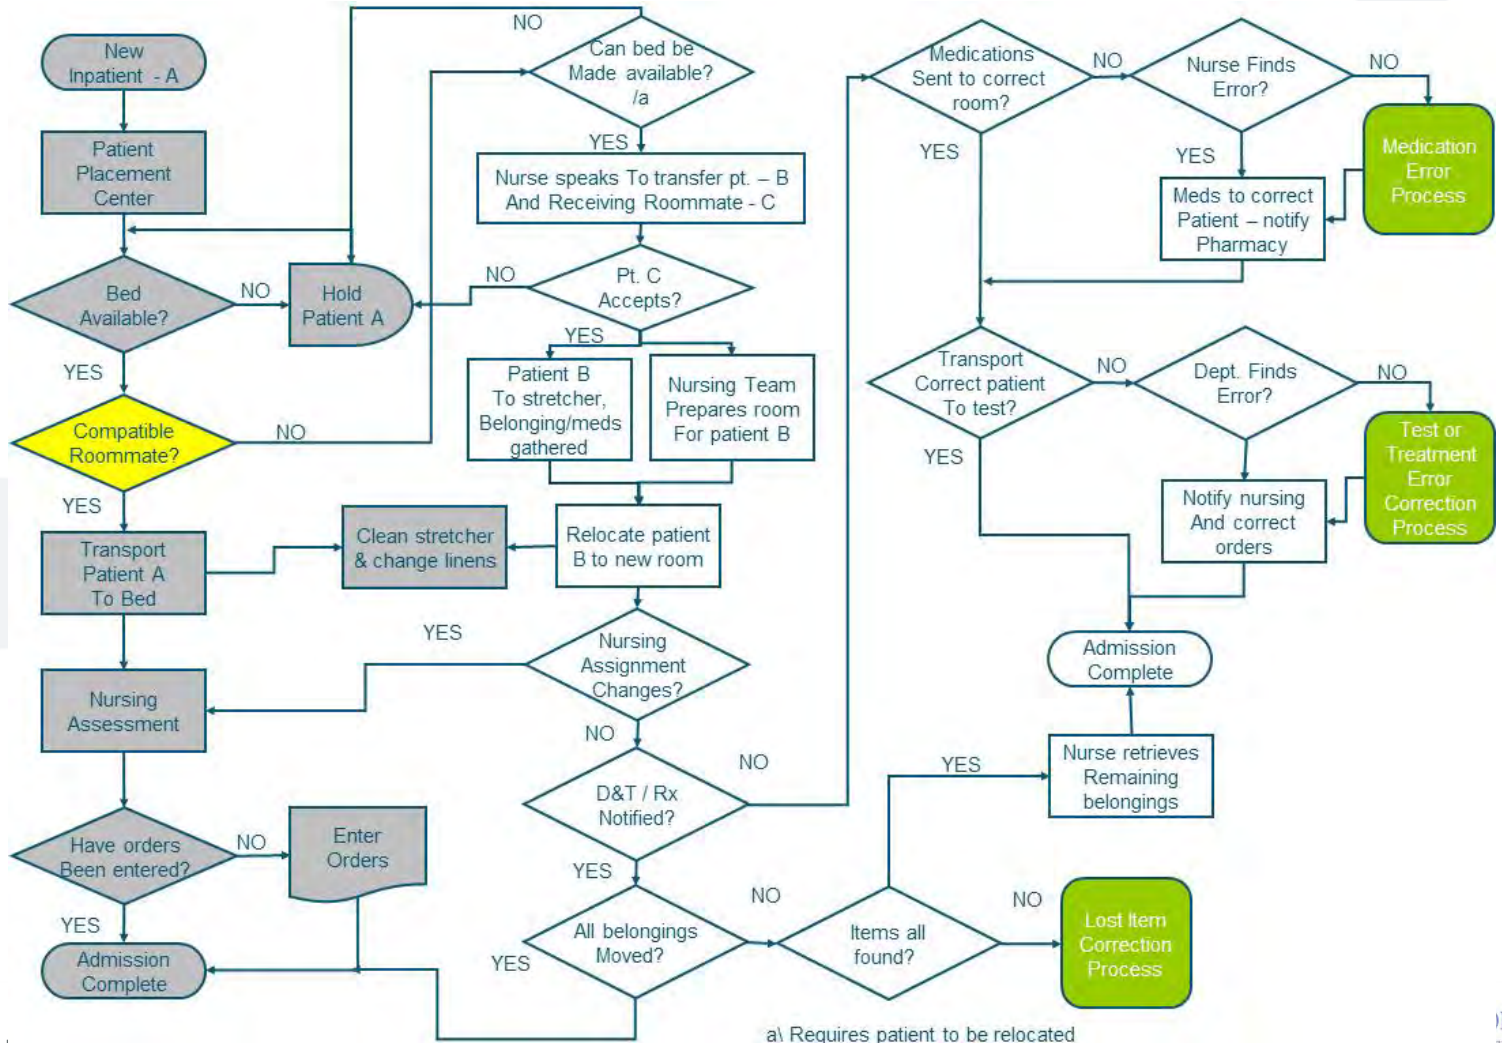 New
Inpatient - A
Patient
Placement
Center
Bed
Available?
NO
Hold
Patient A
YES
Compatible
Roommate?
NO
YES
Transport
Patient A
To Bed
Clean stretcher
& change linens
Nursing
Assessment
Have orders
Been entered?
NO
Enter
Orders
YES
Admission
Complete
NO
Can bed be
Made available?
/a
YES
Nurse speaks To transfer pt. – B
And Receiving Roommate - C
NO
Pt. C
Accepts?
YES
Patient B
To stretcher,
Belonging/meds
gathered
Nursing Team
Prepares room
For patient B
Relocate patient
B to new room
YES
Nursing
Assignment
Changes?
NO
D&T / Rx
Notified?
NO
YES
All belongings
Moved?
YES
NO
Items all
found?
YES
NO
Nurse retrieves
Remaining
belongings
Lost Item
Correction
Process
Medications
Sent to correct
room?
NO
Nurse Finds
Error?
NO
YES
YES
Medication
Error
Process
Meds to correct
Patient – notify
Pharmacy
Transport
Correct patient
To test?
NO
Dept. Finds
Error?
NO
YES
Test or
Treatment
Error
Correction
Process
Notify nursing
And correct
orders
Admission
Complete
a\ Requires patient to be relocated